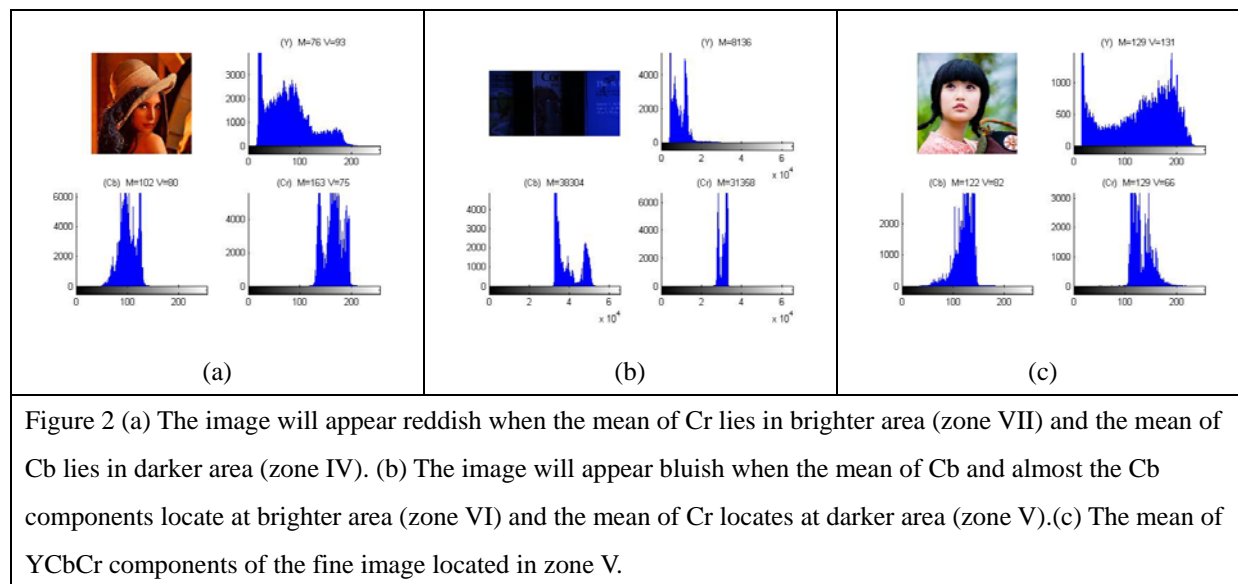 (Y) M=76 V=93
3000
2000
1000
0
0 100 200
(Cb) M=102 V=80
6000
4000
2000
0
0 100 200
(Cr) M=163 V=75
4000
2000
0
0 100 200
(a)
(Y) M=8136
4000
2000
0
0 2 4 6
x 10^4
(Cb) M=38304
4000
2000
0
0 2 4 6
x 10^4
(Cr) M=31358
4000
2000
0
0 2 4 6
x 10^4
(b)
(Y) M=129 V=131
1000
500
0
0 100 200
(Cb) M=122 V=82
2000
1000
0
0 100 200
(Cr) M=129 V=66
3000
2000
1000
0
0 100 200
(c)
Figure 2 (a) The image will appear reddish when the mean of Cr lies in brighter area (zone VII) and the mean of
Cb lies in darker area (zone IV). (b) The image will appear bluish when the mean of Cb and almost the Cb
components locate at brighter area (zone VI) and the mean of Cr locates at darker area (zone V).(c) The mean of
YCbCr components of the fine image located in zone V.